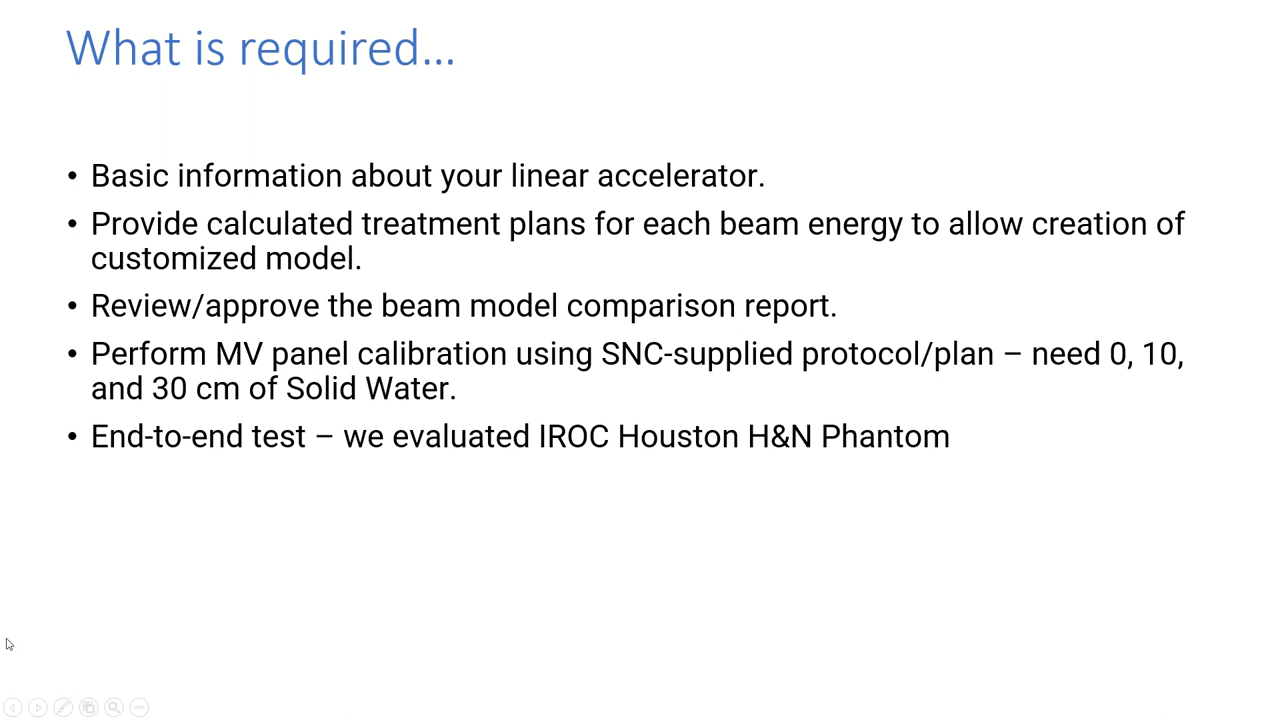 What is required...
• Basic information about your linear accelerator.
• Provide calculated treatment plans for each beam energy to allow creation of
customized model.
• Review/approve the beam model comparison report.
• Perform MV panel calibration using SNC-supplied protocol/plan – need 0, 10,
and 30 cm of Solid Water.
• End-to-end test – we evaluated IROC Houston H&N Phantom